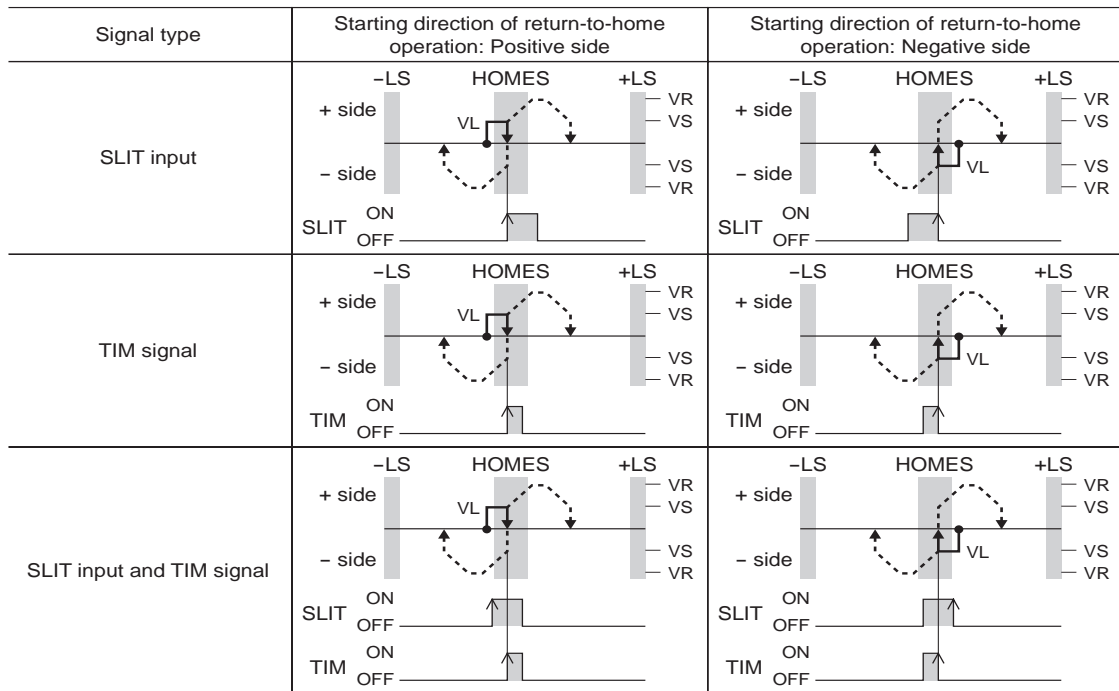 Signal type
Starting direction of return-to-home
operation: Positive side
Starting direction of return-to-home
operation: Negative side
SLIT input
–LS HOMES +LS
+ side
VL
VR
VS
– side
VS
VR
SLIT
ON
OFF
–LS HOMES +LS
+ side
VR
VS
– side
VL
VS
VR
SLIT
ON
OFF
TIM signal
–LS HOMES +LS
+ side
VL
VR
VS
– side
VS
VR
TIM
ON
OFF
–LS HOMES +LS
+ side
VR
VS
– side
VL
VS
VR
TIM
ON
OFF
SLIT input and TIM signal
–LS HOMES +LS
+ side
VL
VR
VS
– side
VS
VR
SLIT
ON
OFF
TIM
ON
OFF
–LS HOMES +LS
+ side
VR
VS
– side
VL
VS
VR
SLIT
ON
OFF
TIM
ON
OFF